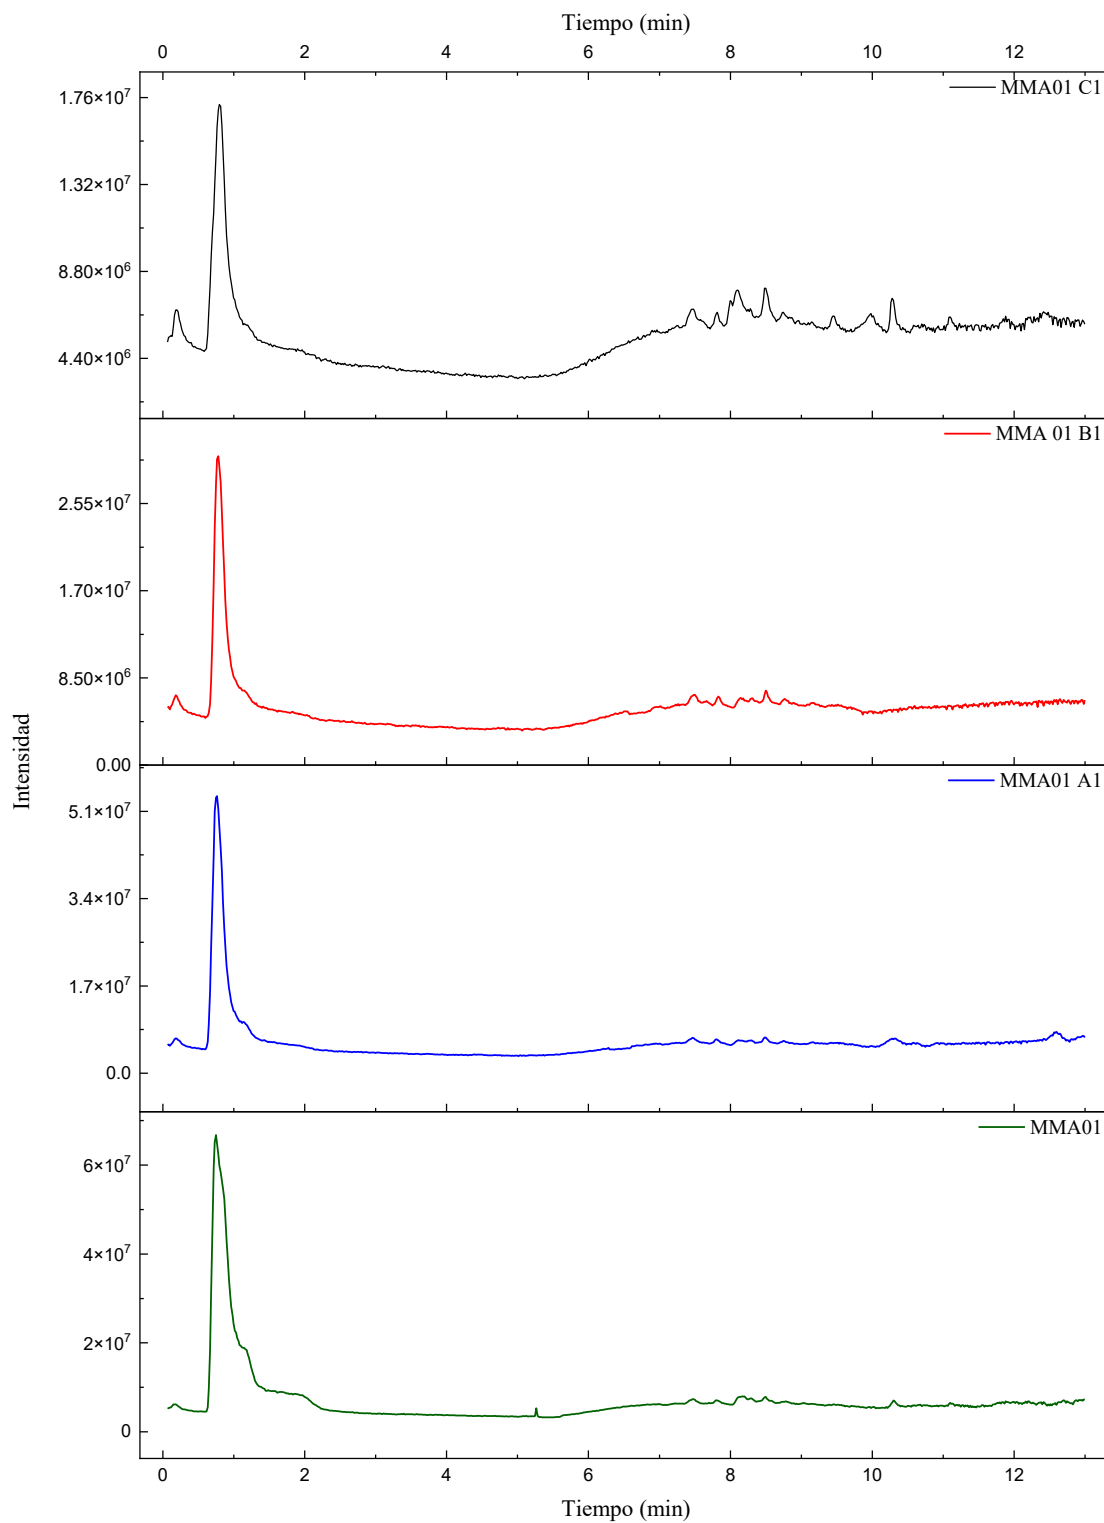 Tiempo (min)
0 2 4 6 8 10 12
MMA01 C1
1.76×10⁷
1.32×10⁷
8.80×10⁶
4.40×10⁶
MMA 01 B1
2.55×10⁷
1.70×10⁷
8.50×10⁶
0.00
Intensidad
MMA01 A1
5.1×10⁷
3.4×10⁷
1.7×10⁷
0.0
MMA01
6×10⁷
4×10⁷
2×10⁷
0
0 2 4 6 8 10 12
Tiempo (min)